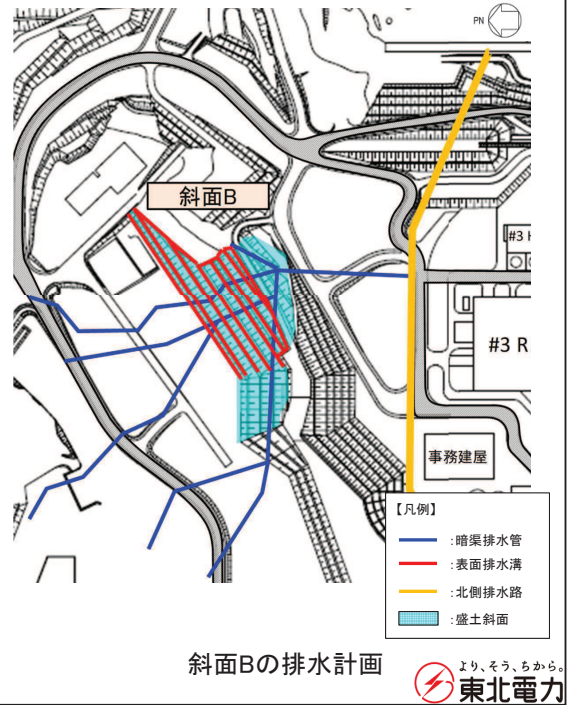 PN
斜面B
#3
#3 R
事務建屋
【凡例】
:暗渠排水管
:表面排水溝
:北側排水路
:盛土斜面
斜面Bの排水計画
より、そう、ちから。
東北電力